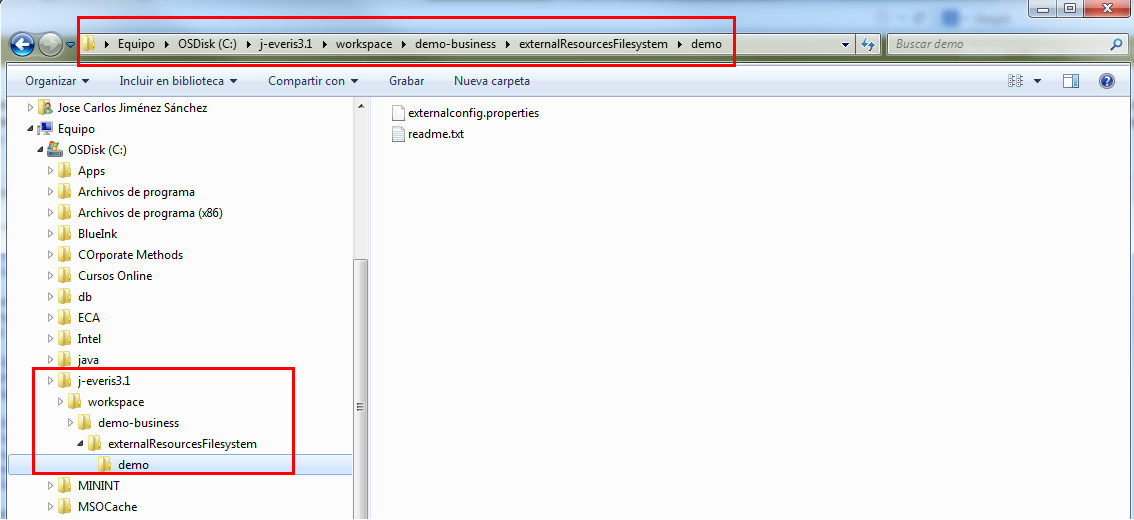 Equipo OSDisk (C:) j-everis3.1 workspace demo-business externalResourcesFilesystem demo
Buscar demo
Organizar Incluir en biblioteca Compartir con Grabar Nueva carpeta
Jose Carlos Jiménez Sánchez
Equipo
OSDisk (C:)
Apps
Archivos de programa
Archivos de programa (x86)
BlueInk
COrporate Methods
Cursos Online
db
ECA
Intel
java
j-everis3.1
workspace
demo-business
externalResourcesFilesystem
demo
MININT
MSOCache
externalconfig.properties
readme.txt